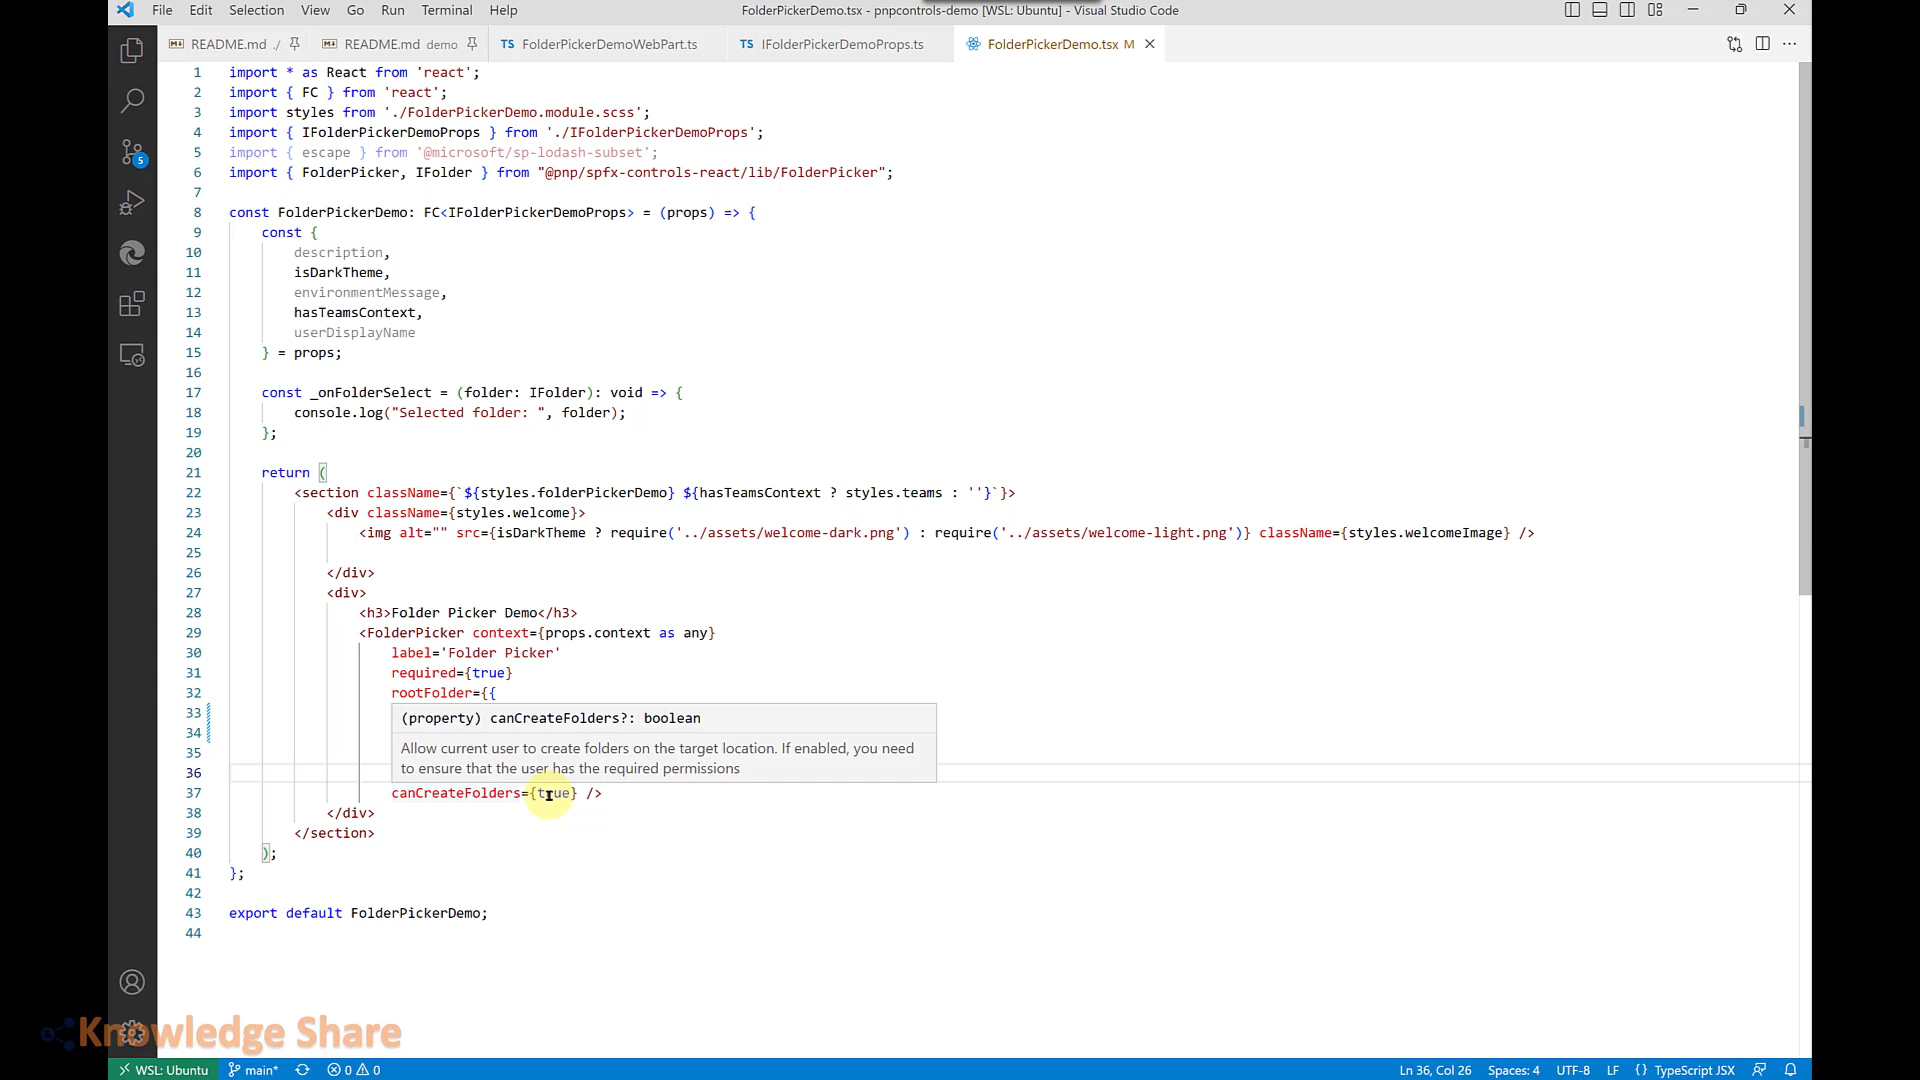 File Edit Selection View Go Run Terminal Help
FolderPickerDemo.tsx - pnpcontrols-demo [WSL: Ubuntu] - Visual Studio Code
README.md ./ README.md demo TS FolderPickerDemoWebPart.ts TS IFolderPickerDemoProps.ts FolderPickerDemo.tsx M
1 import * as React from 'react';
2 import { FC } from 'react';
3 import styles from './FolderPickerDemo.module.scss';
4 import { IFolderPickerDemoProps } from './IFolderPickerDemoProps';
5 import { escape } from '@microsoft/sp-lodash-subset';
6 import { FolderPicker, IFolder } from "@pnp/spfx-controls-react/lib/FolderPicker";
7
8 const FolderPickerDemo: FC<IFolderPickerDemoProps> = (props) => {
9 const {
10 description,
11 isDarkTheme,
12 environmentMessage,
13 hasTeamsContext,
14 userDisplayName
15 } = props;
16
17 const _onFolderSelect = (folder: IFolder): void => {
18 console.log("Selected folder: ", folder);
19 };
20
21 return (
22 <section className={`${styles.folderPickerDemo} ${hasTeamsContext ? styles.teams : ''}`}>
23 <div className={styles.welcome}>
24 <img alt="" src={isDarkTheme ? require('../assets/welcome-dark.png') : require('../assets/welcome-light.png')} className={styles.welcomeImage} />
25
26 </div>
27 <div>
28 <h3>Folder Picker Demo</h3>
29 <FolderPicker context={props.context as any}
30 label='Folder Picker'
31 required={true}
32 rootFolder={{
33 (property) canCreateFolders?: boolean
34
35 Allow current user to create folders on the target location. If enabled, you need
36 to ensure that the user has the required permissions
37 canCreateFolders={true} />
38 </div>
39 </section>
40 );
41 };
42
43 export default FolderPickerDemo;
44
5
Knowledge Share
WSL: Ubuntu main* 0 0 Ln 36, Col 26 Spaces: 4 UTF-8 LF {} TypeScript JSX